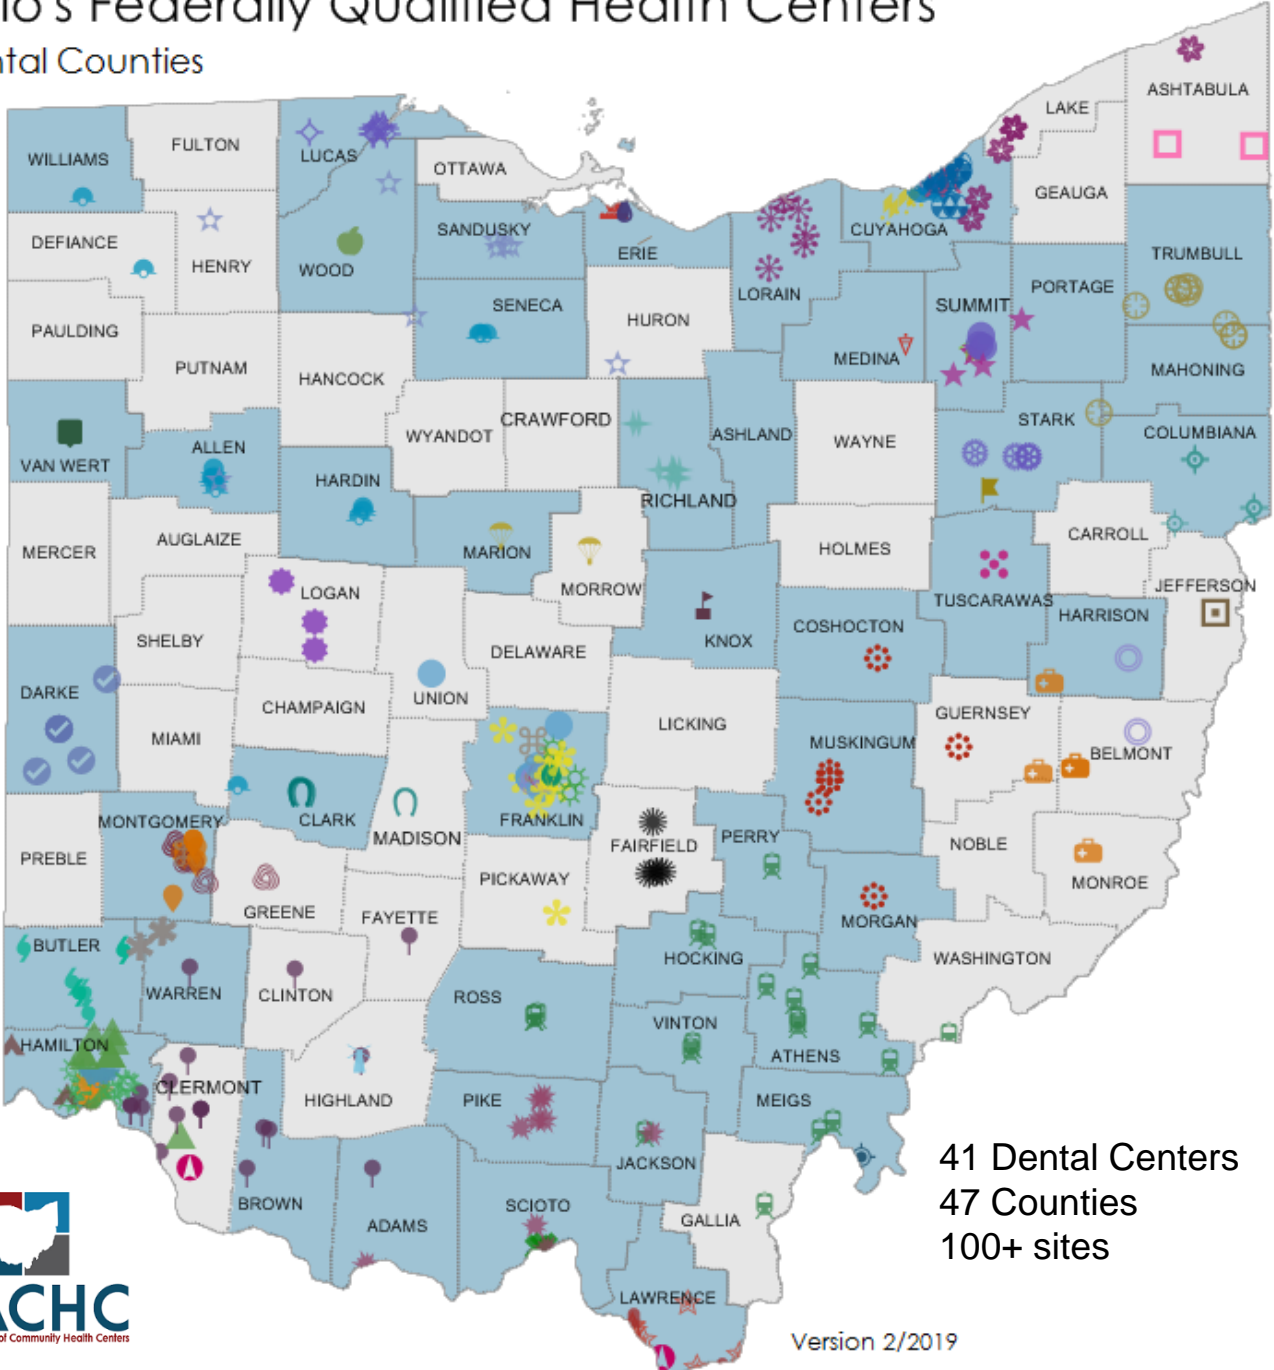 io's Federally Qualified Health Centers
ntal Counties
ASHTABULA
LAKE
FULTON
WILLIAMS
LUCAS
OTTAWA
GEAUGA
DEFIANCE
HENRY
WOOD
SANDUSKY
ERIE
CUYAHOGA
TRUMBULL
PAULDING
SENECA
HURON
LORAIN
SUMMIT
PORTAGE
PUTNAM
HANCOCK
MEDINA
MAHONING
CRAWFORD
WYANDOT
ASHLAND
WAYNE
STARK
COLUMBIANA
VAN WERT
ALLEN
HARDIN
RICHLAND
MERCER
AUGLAIZE
MARION
HOLMES
CARROLL
LOGAN
MORROW
JEFFERSON
SHELBY
KNOX
COSHOCTON
TUSCARAWAS
HARRISON
DELAWARE
DARKE
CHAMPAIGN
UNION
LICKING
GUERNSEY
MIAMI
MUSKINGUM
BELMONT
MONTGOMERY
CLARK
MADISON
FRANKLIN
FAIRFIELD
PERRY
NOBLE
PREBLE
PICKAWAY
MONROE
GREENE
FAYETTE
MORGAN
BUTLER
HOCKING
WASHINGTON
WARREN
CLINTON
ROSS
VINTON
HAMILTON
ATHENS
CLERMONT
HIGHLAND
PIKE
MEIGS
JACKSON
BROWN
ADAMS
SCIOTO
GALLIA
LAWRENCE
41 Dental Centers
47 Counties
100+ sites
ACHC
of Community Health Centers
Version 2/2019